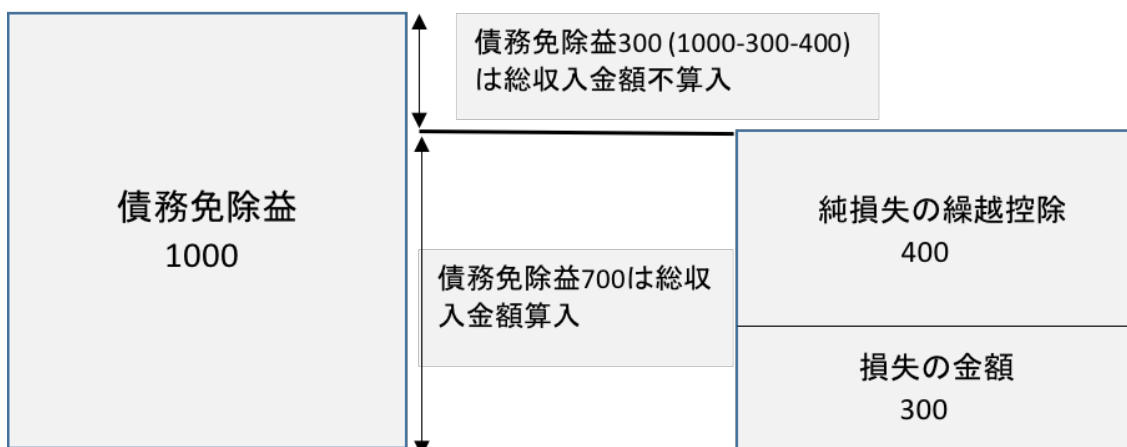 債務免除益
1000
債務免除益300 (1000-300-400)
は総収入金額不算入
債務免除益700は総収
入金額算入
純損失の繰越控除
400
損失の金額
300